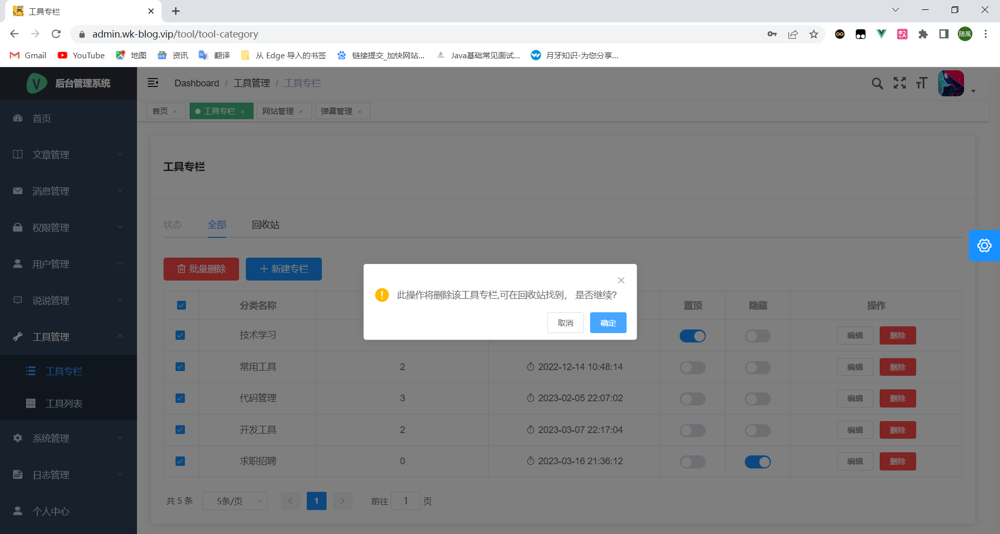 工具专栏
admin.wk-blog.vip/tool/tool-category
随風
Gmail
YouTube
地图
资讯
翻译
从 Edge 导入的书签
链接提交_加快网站...
Java基础常见面试...
月牙知识-为您分享...
后台管理系统
Dashboard / 工具管理 / 工具专栏
首页 ×
工具专栏 ×
网站管理 ×
弹幕管理 ×
首页
文章管理
消息管理
权限管理
用户管理
说说管理
工具管理
工具专栏
工具列表
系统管理
日志管理
个人中心
工具专栏
状态 全部 回收站
批量删除 新建专栏
此操作将删除该工具专栏,可在回收站找到， 是否继续?
取消 确定
分类名称 置顶 隐藏 操作
技术学习 编辑 删除
常用工具 2 2022-12-14 10:48:14 编辑 删除
代码管理 3 2023-02-05 22:07:02 编辑 删除
开发工具 2 2023-03-07 22:17:04 编辑 删除
求职招聘 0 2023-03-16 21:36:12 编辑 删除
共 5 条 5条/页 1 前往 1 页